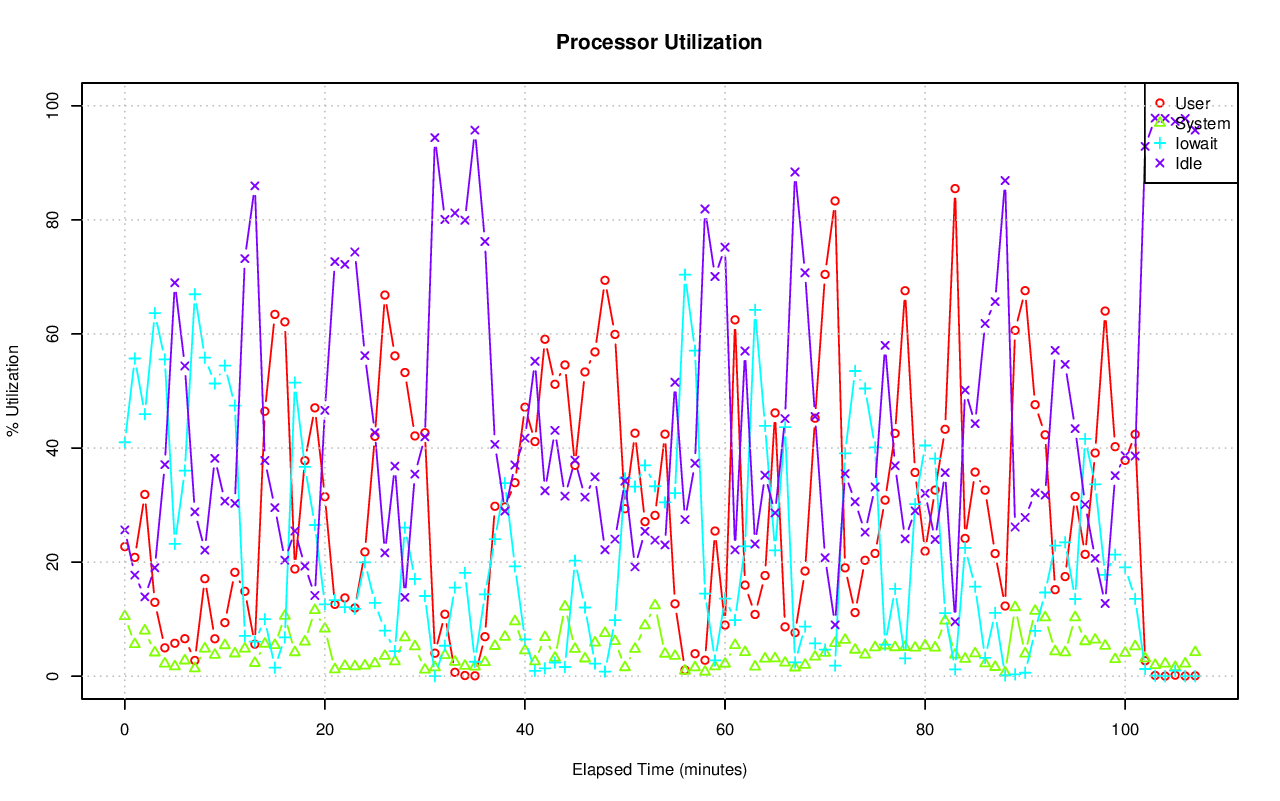 Processor Utilization
% Utilization
100
80
60
40
20
0
User
System
Iowait
Idle
0 20 40 60 80 100
Elapsed Time (minutes)